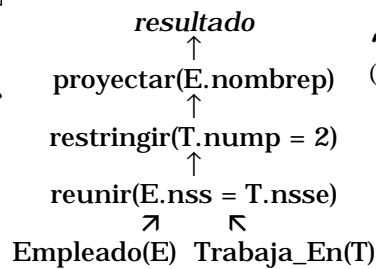 resultado
↑
proyectar(E.nombrep)
↑
restringir(T.nump = 2)
↑
reunir(E.nss = T.nsse)
↗ ↖
Empleado(E) Trabaja_En(T)